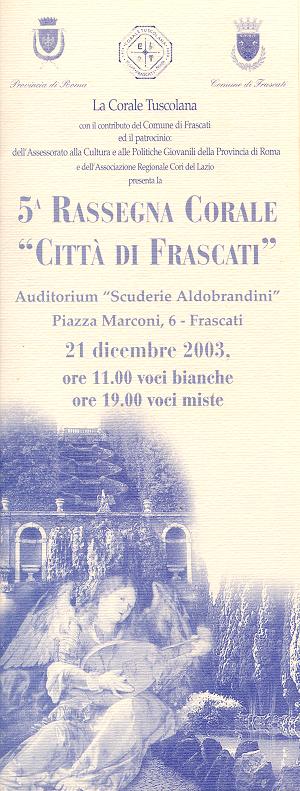 Provincia di Roma
Comune di Frascati
La Corale Tuscolana
con il contributo del Comune di Frascati
ed il patrocinio:
dell'Assessorato alla Cultura e alle Politiche Giovanili della Provincia di Roma
e dell'Associazione Regionale Cori del Lazio
presenta la
5ª RASSEGNA CORALE
"CITTÀ DI FRASCATI"
Auditorium "Scuderie Aldobrandini"
Piazza Marconi, 6 - Frascati
21 dicembre 2003,
ore 11.00 voci bianche
ore 19.00 voci miste